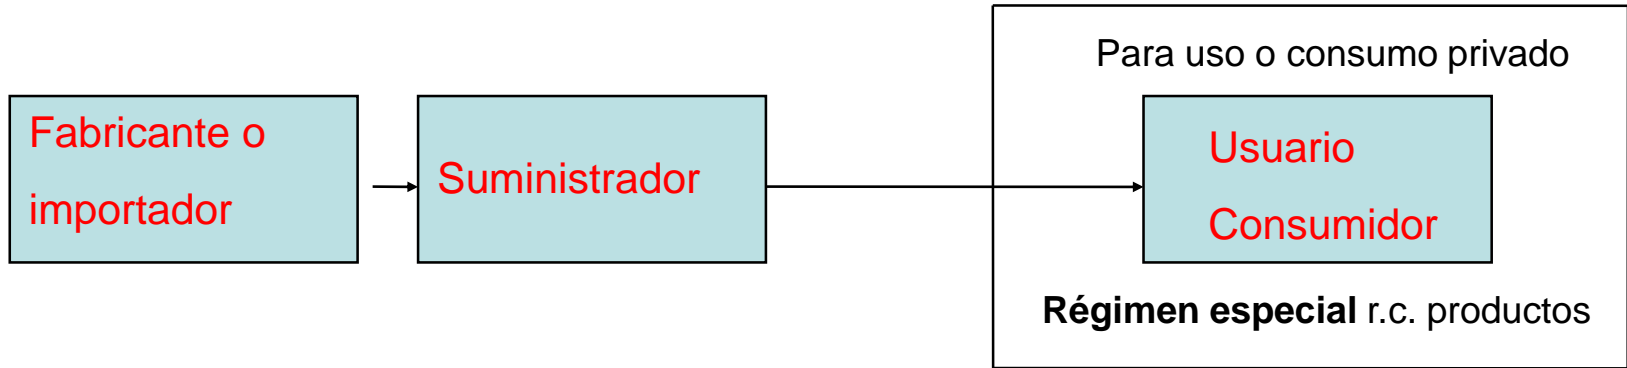 Fabricante o
importador
Suministrador
Para uso o consumo privado
Usuario
Consumidor
Régimen especial r.c. productos